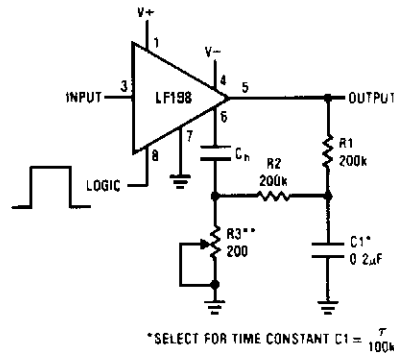 V+
1
V−
4
5
INPUT
3
LF198
OUTPUT
6
7
8
LOGIC
Ch
R1
200k
R2
200k
R3**
200
C1*
0.2µF
*SELECT FOR TIME CONSTANT C1 = τ
100k